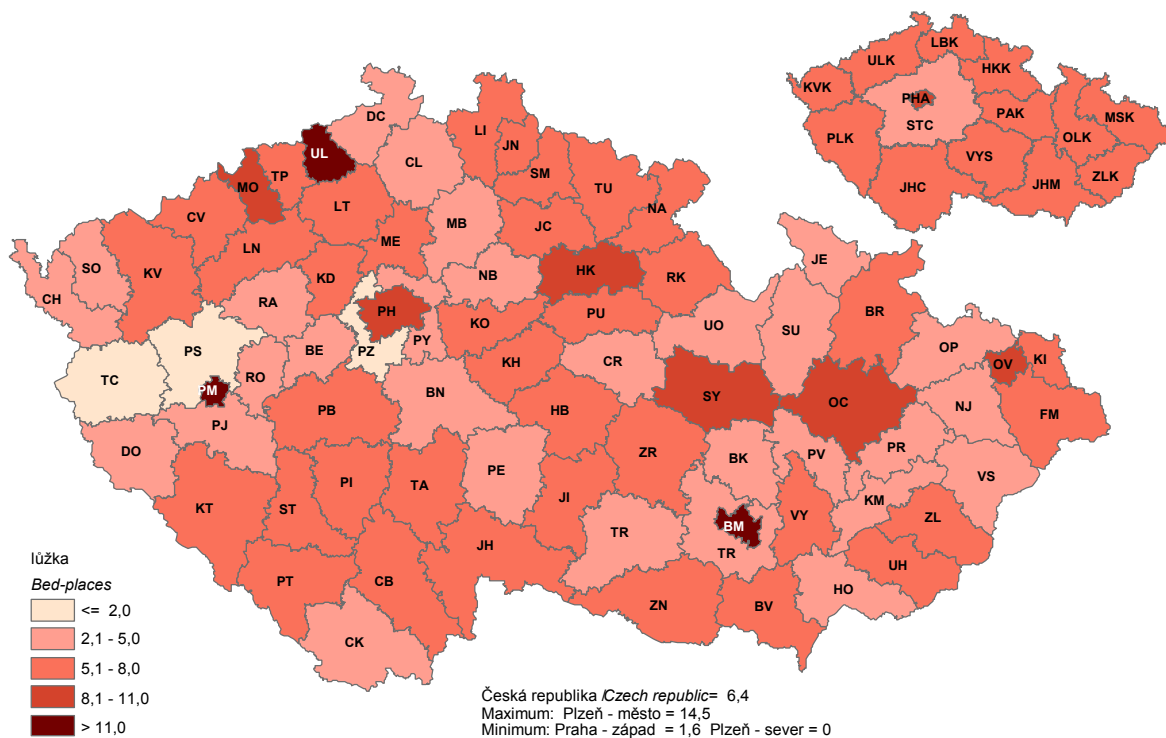 LBK
ULK
HKK
KVK
PHA
STC
PAK
MSK
PLK
OLK
VYS
ZLK
JHC
JHM
DC
LI
JN
UL
CL
SM
TU
MO
TP
NA
CV
LT
MB
JC
ME
LN
SO
KV
KD
NB
HK
RK
JE
CH
RA
PH
KO
PU
BR
UO
SU
OP
PS
BE
PZ
PY
KH
CR
OV
KI
TC
PM
RO
BN
SY
OC
NJ
FM
PB
HB
PJ
DO
PE
ZR
BK
PV
PR
VS
KT
ST
PI
TA
JI
TR
BM
TR
VY
KM
ZL
JH
UH
PT
CB
ZN
BV
HO
CK
lůžka
Bed-places
<= 2,0
2,1 - 5,0
5,1 - 8,0
8,1 - 11,0
> 11,0
Česká republika /Czech republic= 6,4
Maximum: Plzeň - město = 14,5
Minimum: Praha - západ = 1,6 Plzeň - sever = 0